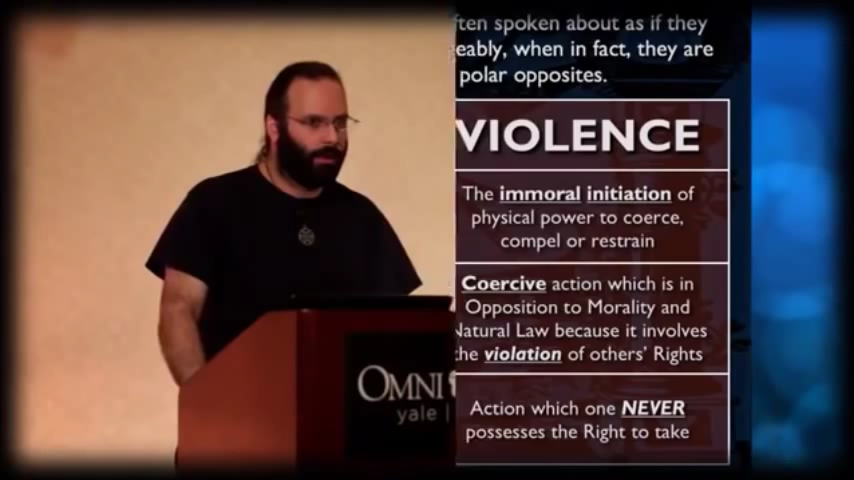 often spoken about as if they
eably, when in fact, they are
polar opposites.
VIOLENCE
The immoral initiation of
physical power to coerce,
compel or restrain
Coercive action which is in
Opposition to Morality and
Natural Law because it involves
the violation of others' Rights
Action which one NEVER
possesses the Right to take
OMNI
yale |